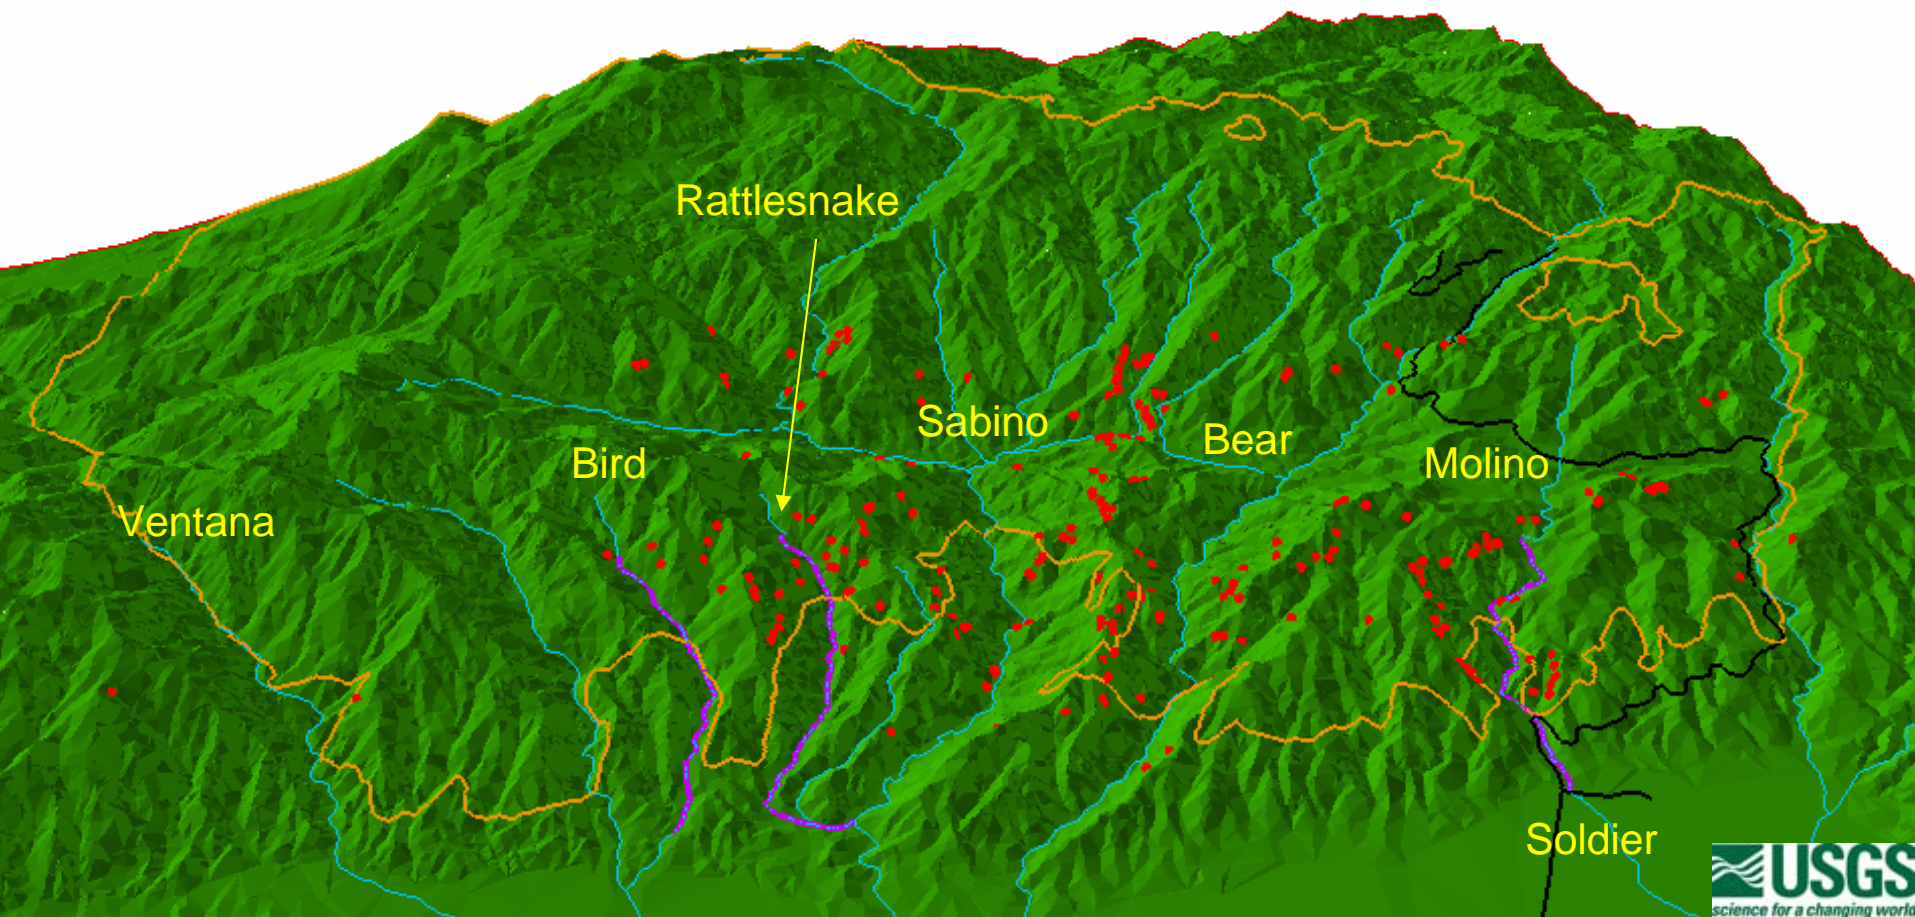 Rattlesnake
Sabino
Bear
Bird
Molino
Ventana
Soldier
USGS
science for a changing world